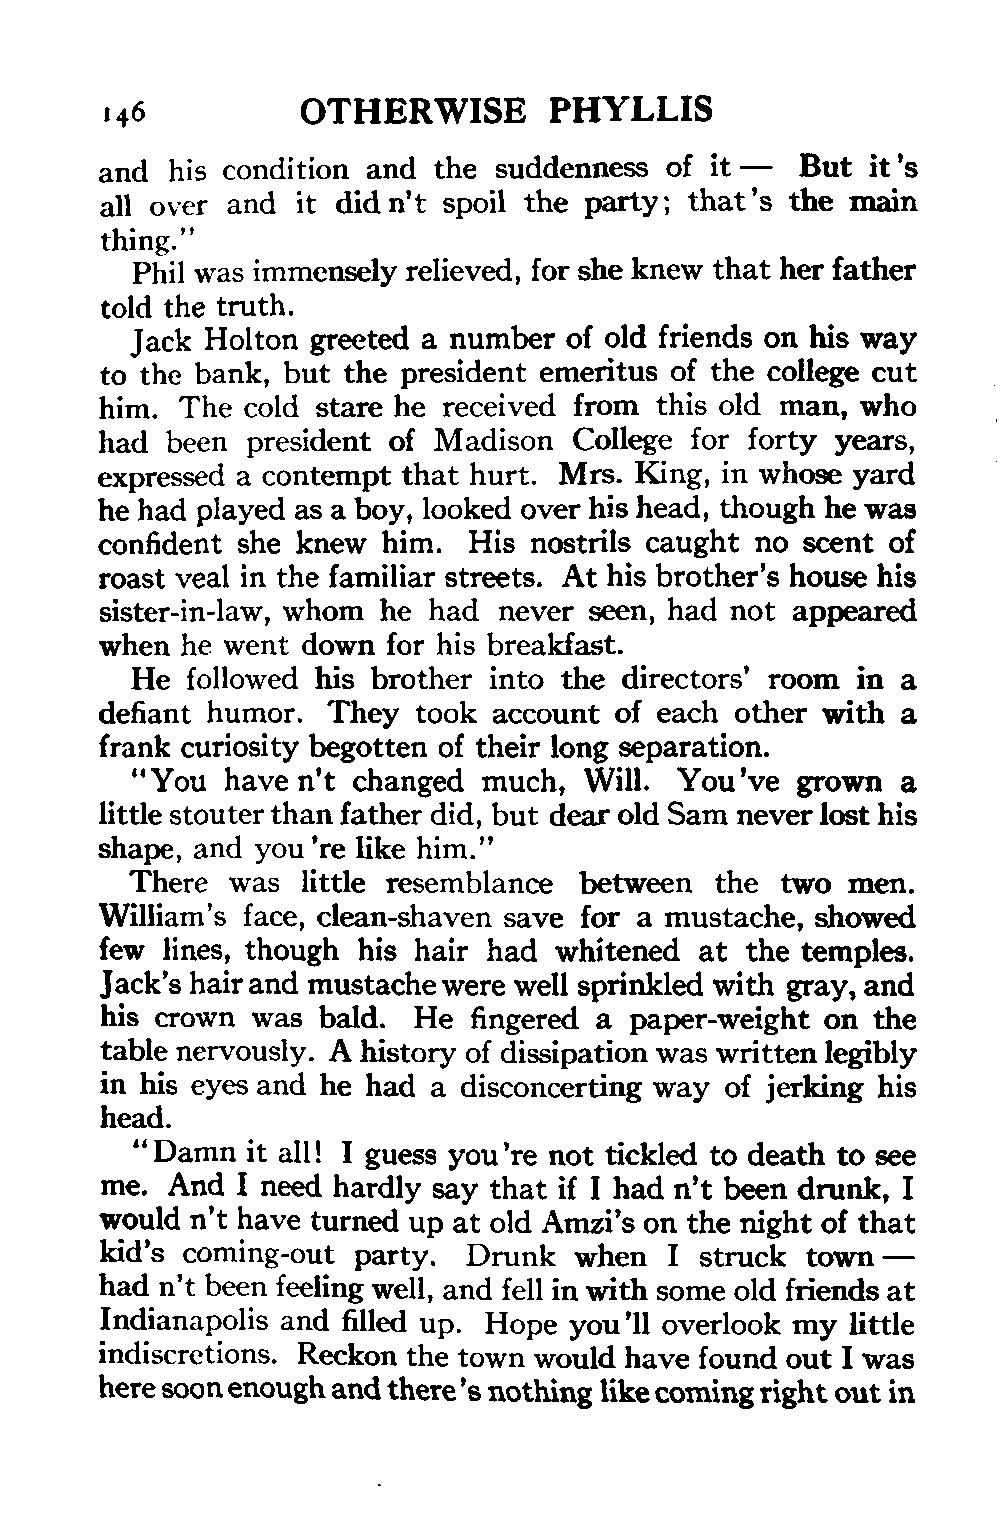 146 OTHERWISE PHYLLIS
and his condition and the suddenness of it — But it's
all over and it did n't spoil the party; that's the main
thing."
Phil was immensely relieved, for she knew that her father
told the truth.
Jack Holton greeted a number of old friends on his way
to the bank, but the president emeritus of the college cut
him. The cold stare he received from this old man, who
had been president of Madison College for forty years,
expressed a contempt that hurt. Mrs. King, in whose yard
he had played as a boy, looked over his head, though he was
confident she knew him. His nostrils caught no scent of
roast veal in the familiar streets. At his brother's house his
sister-in-law, whom he had never seen, had not appeared
when he went down for his breakfast.
He followed his brother into the directors' room in a
defiant humor. They took account of each other with a
frank curiosity begotten of their long separation.
"You have n't changed much, Will. You've grown a
little stouter than father did, but dear old Sam never lost his
shape, and you 're like him."
There was little resemblance between the two men.
William's face, clean-shaven save for a mustache, showed
few lines, though his hair had whitened at the temples.
Jack's hair and mustache were well sprinkled with gray, and
his crown was bald. He fingered a paper-weight on the
table nervously. A history of dissipation was written legibly
in his eyes and he had a disconcerting way of jerking his
head.
"Damn it all! I guess you're not tickled to death to see
me. And I need hardly say that if I had n't been drunk, I
would n't have turned up at old Amzi's on the night of that
kid's coming-out party. Drunk when I struck town —
had n't been feeling well, and fell in with some old friends at
Indianapolis and filled up. Hope you'll overlook my little
indiscretions. Reckon the town would have found out I was
here soon enough and there's nothing like coming right out in